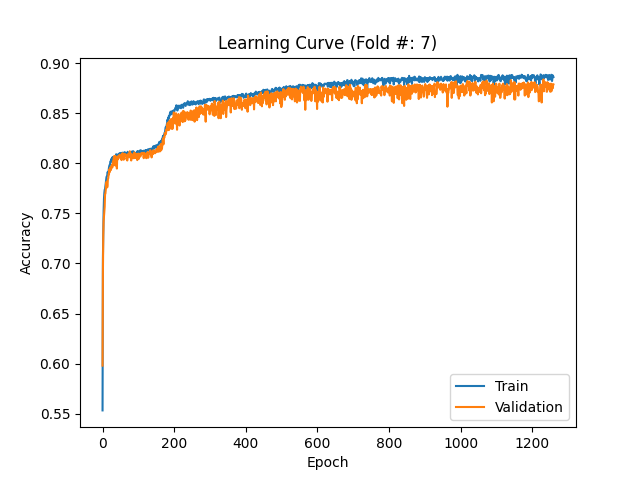 Learning Curve (Fold #: 7)
0.90
0.85
0.80
0.75
0.70
0.65
0.60
0.55
Accuracy
0 200 400 600 800 1000 1200
Epoch
Train
Validation